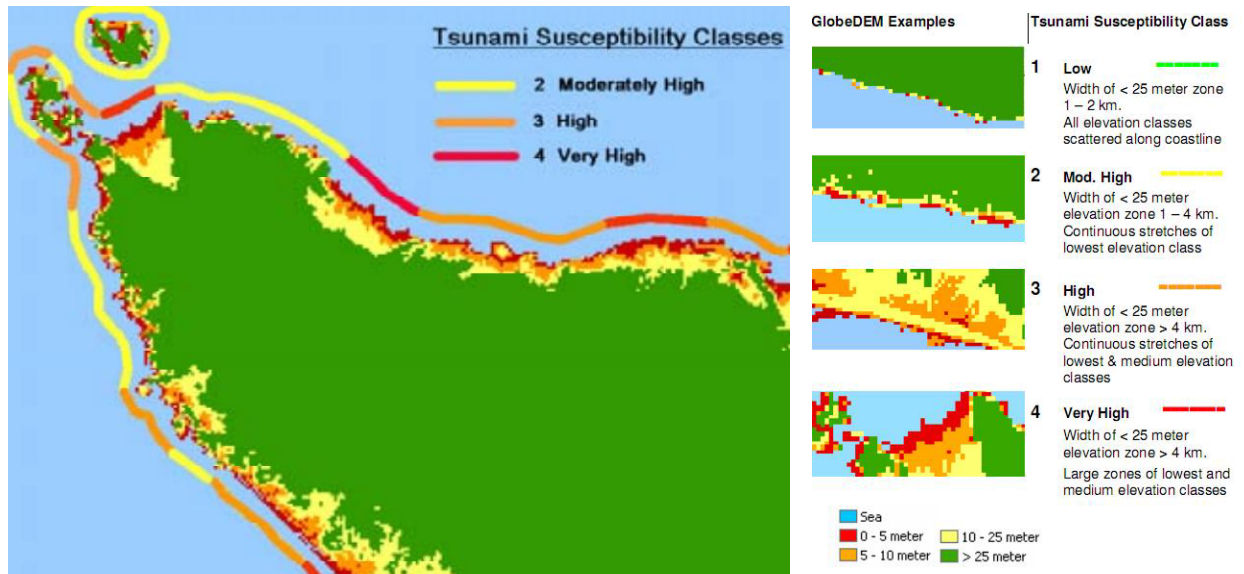 Tsunami Susceptibility Classes
2 Moderately High
3 High
4 Very High
GlobeDEM Examples
Tsunami Susceptibility Class
1 Low
Width of < 25 meter zone
1 – 2 km.
All elevation classes
scattered along coastline
2 Mod. High
Width of < 25 meter
elevation zone 1 – 4 km.
Continuous stretches of
lowest elevation class
3 High
Width of < 25 meter
elevation zone > 4 km.
Continuous stretches of
lowest & medium elevation
classes
4 Very High
Width of < 25 meter
elevation zone > 4 km.
Large zones of lowest and
medium elevation classes
Sea
0 - 5 meter
10 - 25 meter
5 - 10 meter
> 25 meter